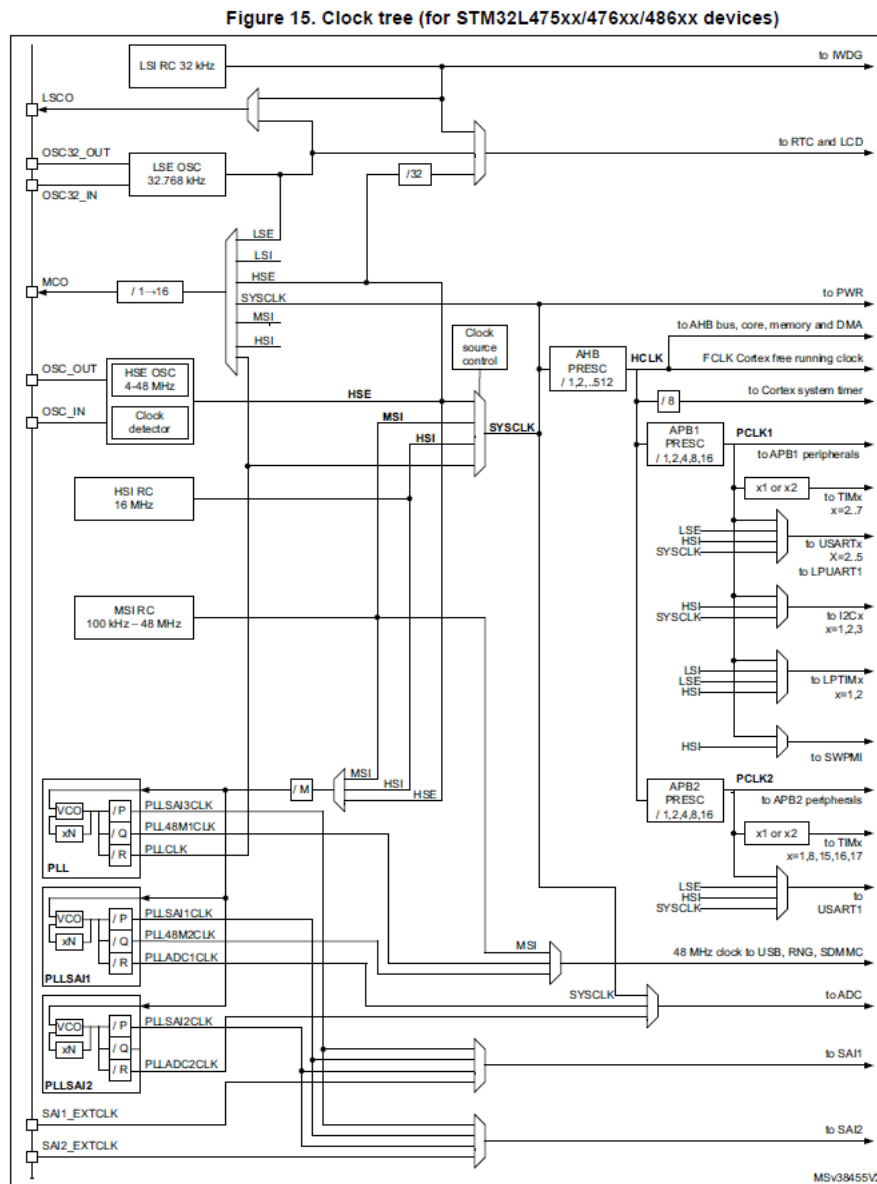 Figure 15. Clock tree (for STM32L475xx/476xx/486xx devices)
LSI RC 32 kHz
to IWDG
LSCO
OSC32_OUT
LSE OSC
32.768 kHz
OSC32_IN
/32
to RTC and LCD
LSE
LSI
HSE
SYSCLK
MSI
HSI
MCO
/ 1→16
to PWR
Clock
source
control
OSC_OUT
HSE OSC
4-48 MHz
OSC_IN
Clock
detector
HSE
MSI
HSI
SYSCLK
AHB
PRESC
/ 1,2,..512
HCLK
to AHB bus, core, memory and DMA
FCLK Cortex free running clock
/ 8
to Cortex system timer
APB1
PRESC
/ 1,2,4,8,16
PCLK1
to APB1 peripherals
x1 or x2
to TIMx
x=2..7
HSI RC
16 MHz
LSE
HSI
SYSCLK
to USARTx
X=2..5
to LPUART1
MSI RC
100 kHz – 48 MHz
HSI
SYSCLK
to I2Cx
x=1,2,3
LSI
LSE
HSI
to LPTIMx
x=1,2
HSI
to SWPMI
MSI
HSI
HSE
/ M
APB2
PRESC
/ 1,2,4,8,16
PCLK2
to APB2 peripherals
x1 or x2
to TIMx
x=1,8,15,16,17
LSE
HSI
SYSCLK
to
USART1
VCO
xN
/ P
/ Q
/ R
PLLSAI3CLK
PLL48M1CLK
PLLCLK
PLL
VCO
xN
/ P
/ Q
/ R
PLLSAI1CLK
PLL48M2CLK
PLLADC1CLK
PLLSAI1
MSI
48 MHz clock to USB, RNG, SDMMC
SYSCLK
to ADC
VCO
xN
/ P
/ Q
/ R
PLLSAI2CLK
PLLADC2CLK
PLLSAI2
to SAI1
SAI1_EXTCLK
to SAI2
SAI2_EXTCLK
MSv38455V2